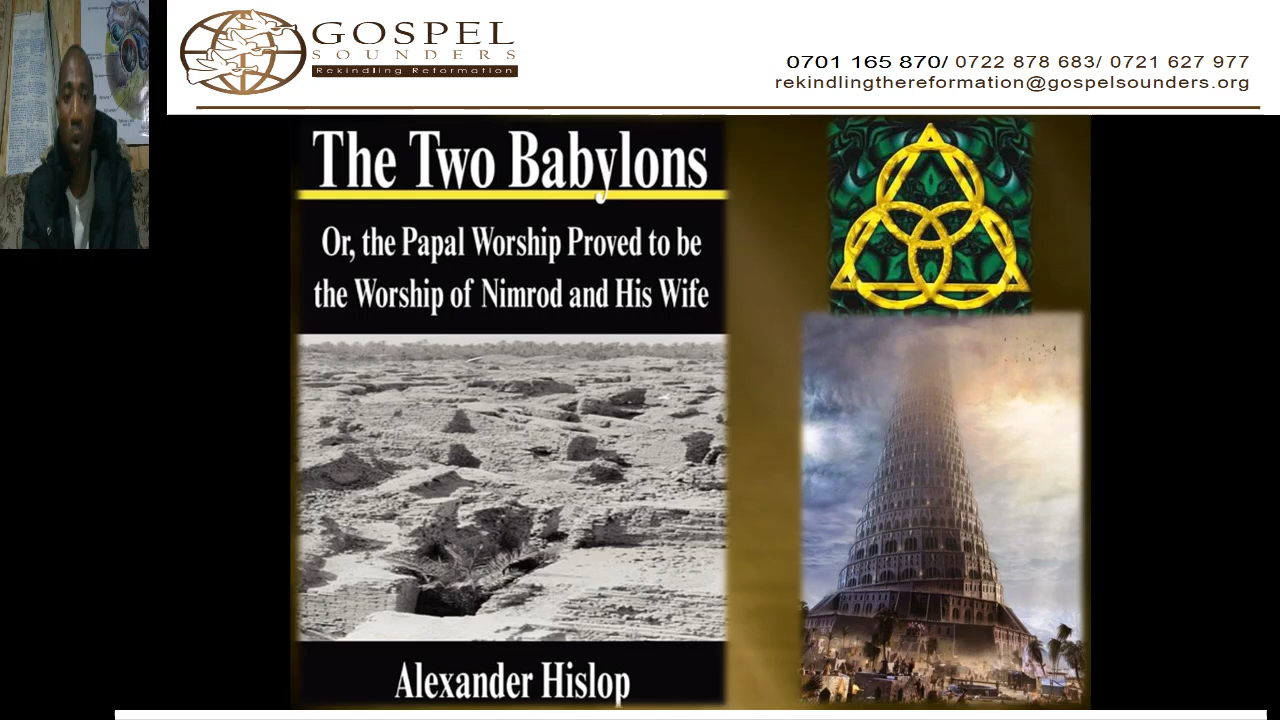 GOSPEL
SOUNDERS
Rekindling Reformation
0701 165 870/ 0722 878 683/ 0721 627 977
rekindlingthereformation@gospelsounders.org
The Two Babylons
Or, the Papal Worship Proved to be
the Worship of Nimrod and His Wife
Alexander Hislop